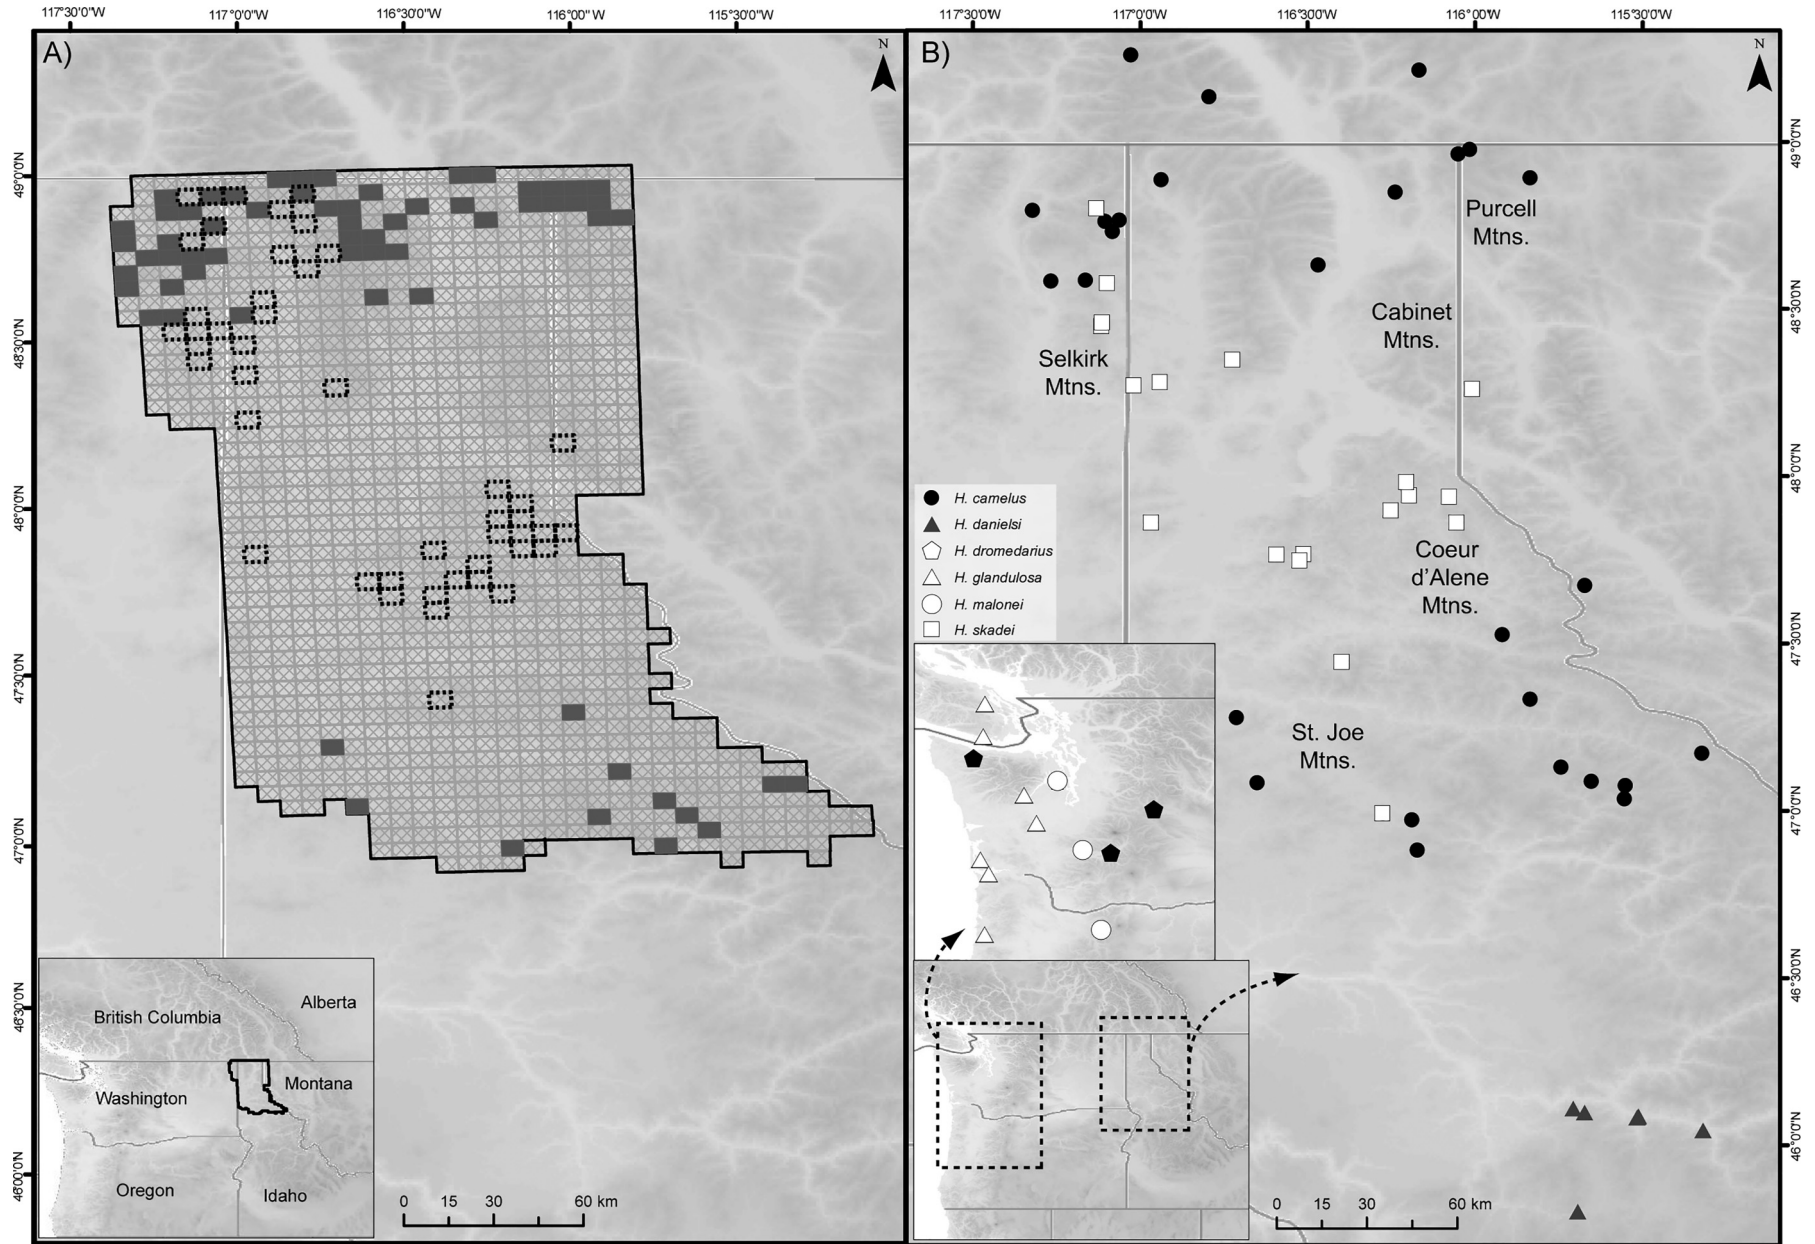 117°30'0"W 117°0'0"W 116°30'0"W 116°0'0"W 115°30'0"W
117°30'0"W 117°0'0"W 116°30'0"W 116°0'0"W 115°30'0"W
A)
N
49°0'0"N
48°30'0"N
48°0'0"N
47°30'0"N
47°0'0"N
46°30'0"N
46°0'0"N
British Columbia
Alberta
Washington
Montana
Oregon
Idaho
0 15 30 60 km
B)
N
Purcell
Mtns.
Cabinet
Mtns.
Selkirk
Mtns.
H. camelus
H. danielsi
H. dromedarius
H. glandulosa
H. malonei
H. skadei
Coeur
d'Alene
Mtns.
St. Joe
Mtns.
0 15 30 60 km
49°0'0"N
48°30'0"N
48°0'0"N
47°30'0"N
47°0'0"N
46°30'0"N
46°0'0"N